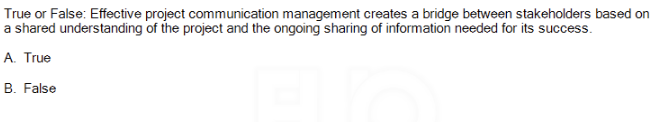 True or False: Effective project communication management creates a bridge between stakeholders based on
a shared understanding of the project and the ongoing sharing of information needed for its success.
A. True
B. False